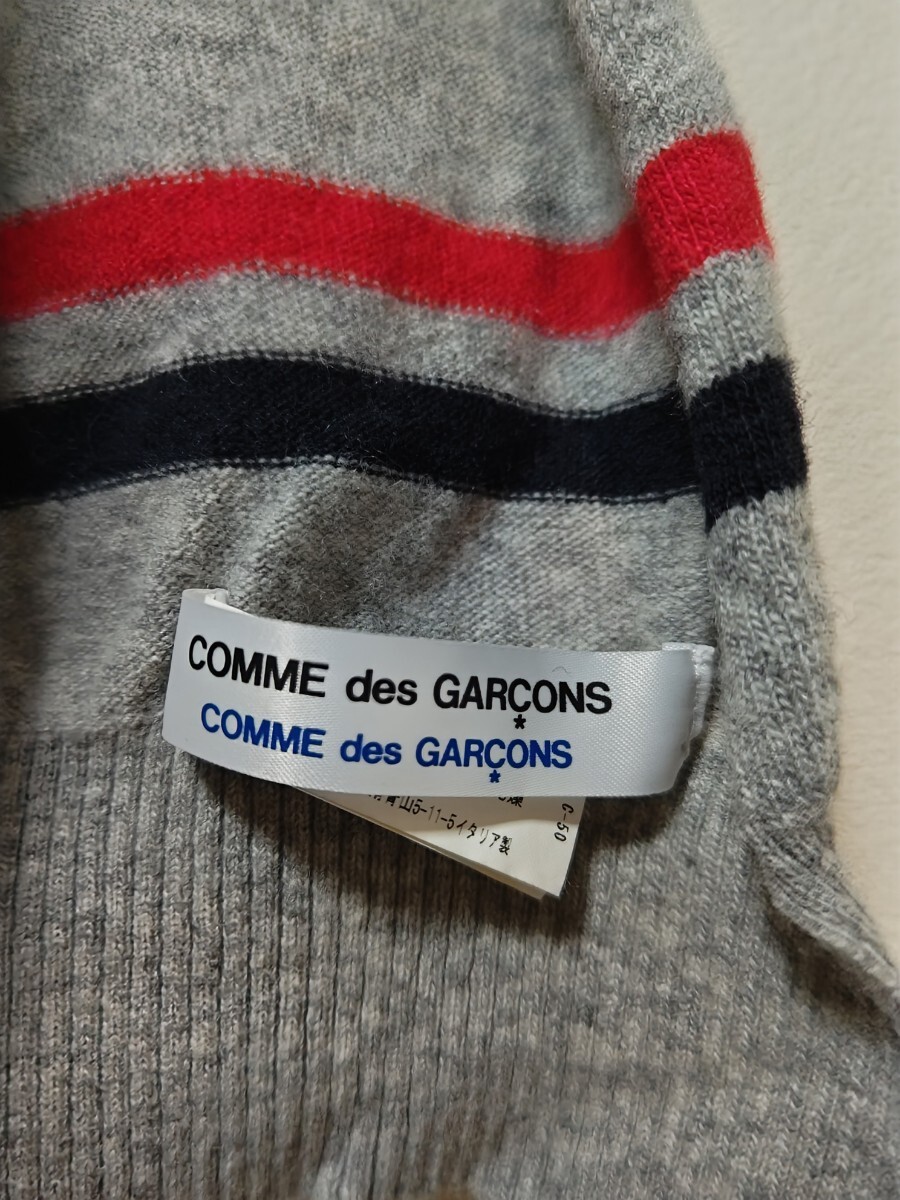 COMME des GARÇONS
*
COMME des GARÇONS
*
青山5-11-5イタリア製
C-50